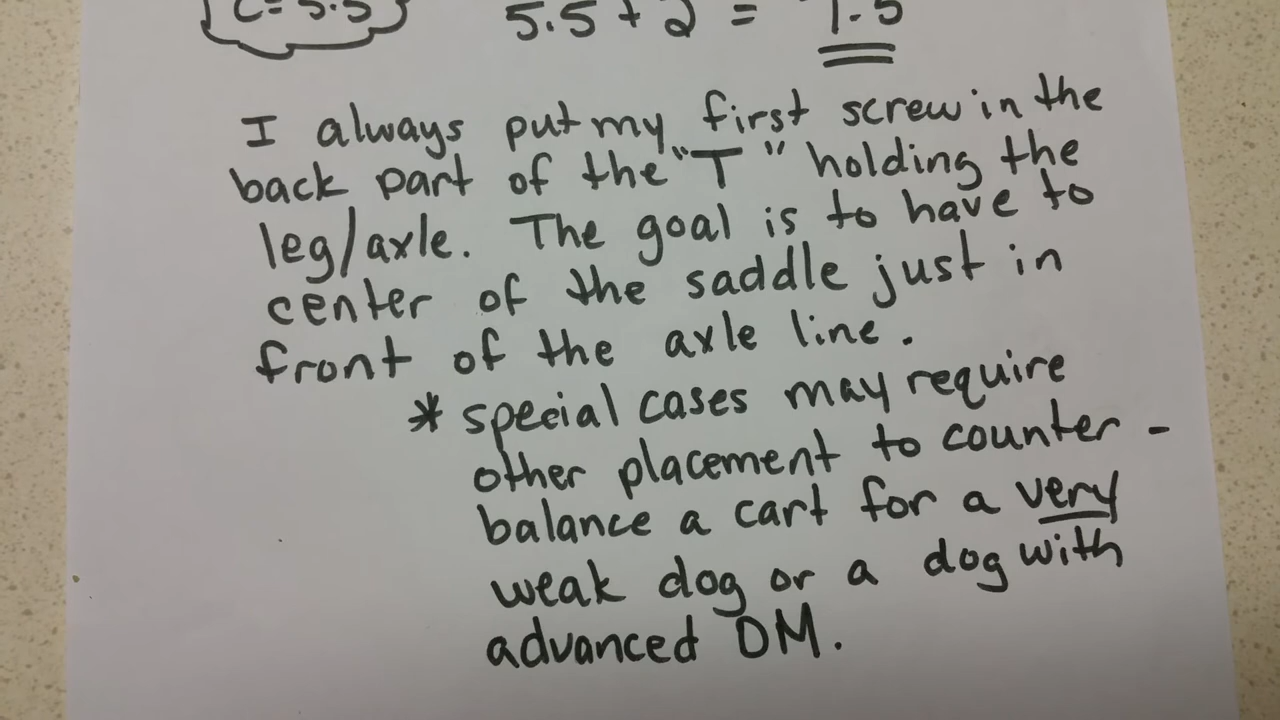 C= 5.5 5.5 + 2 = 7.5
I always put my first screw in the
back part of the "T" holding the
leg/axle. The goal is to have to
center of the saddle just in
front of the axle line.
* special cases may require
other placement to counter-
balance a cart for a very
weak dog or a dog with
advanced DM.